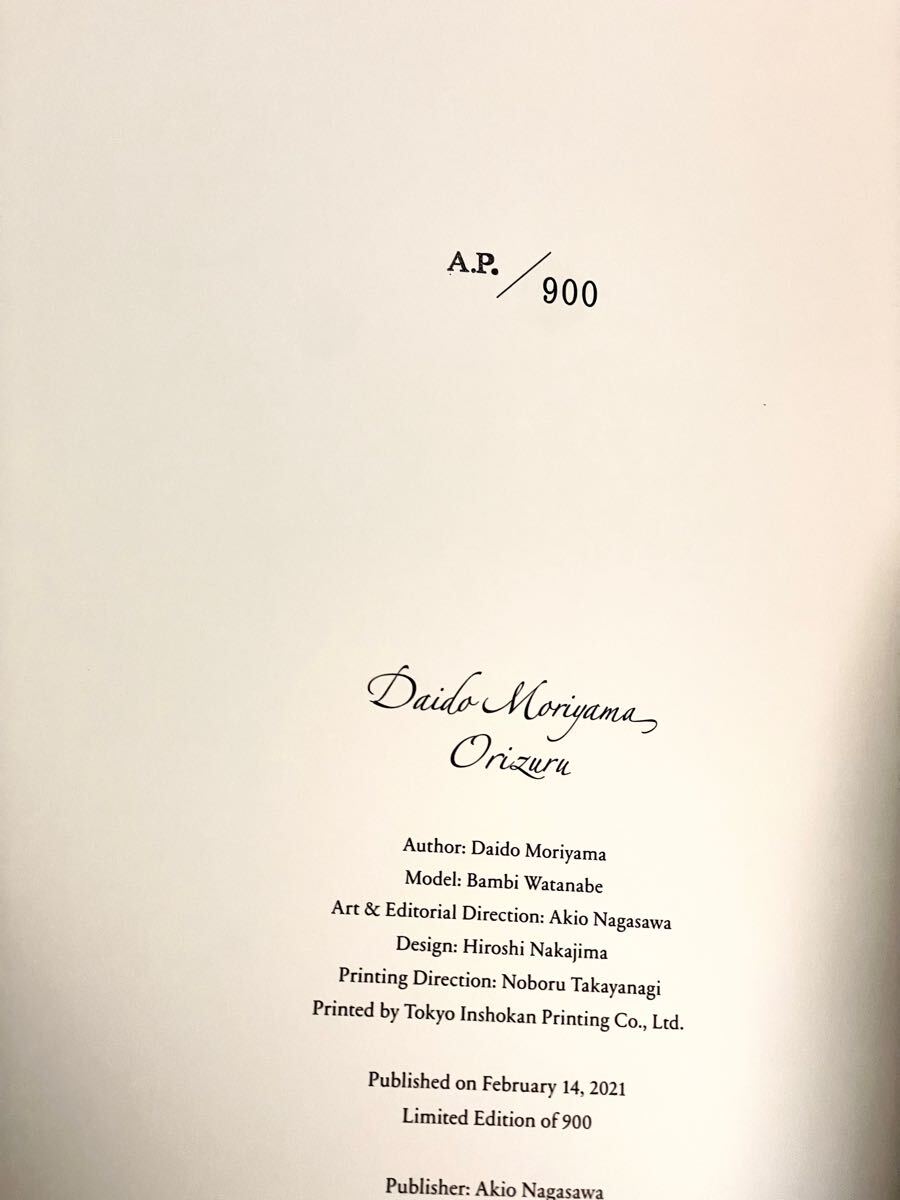 A.P./900
Daido Moriyama
Orizuru
Author: Daido Moriyama
Model: Bambi Watanabe
Art & Editorial Direction: Akio Nagasawa
Design: Hiroshi Nakajima
Printing Direction: Noboru Takayanagi
Printed by Tokyo Inshokan Printing Co., Ltd.
Published on February 14, 2021
Limited Edition of 900
Publisher: Akio Nagasawa